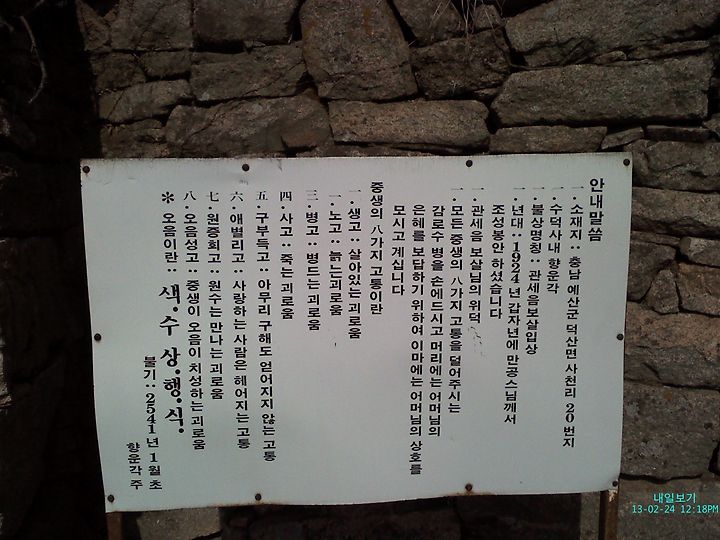 안내말씀
一.소재지 : 충남 예산군 덕산면 사천리 20번지
一.수덕사내 향운각
一.불상명칭 : 관세음보살입상
一.년대 : 1924년 갑자년에 만공스님께서
조성봉안 하셨습니다
一.관세음 보살님의 위덕
一.모든 중생의 八가지 고통을 덜어주시는
감로수 병을 손에드시고 머리에는 어머님의
은혜를 보답하기 위하여 이마에는 어머님의 상호를
모시고 계십니다
중생의 八가지 고통이란
一.생고 : 살아있는 괴로움
二.노고 : 늙는괴로움
三.병고 : 병드는 괴로움
四.사고 : 죽는 괴로움
五.구부득고 : 아무리 구해도 얻어지지 않는 고통
六.애별리고 : 사랑하는 사람은 헤어지는 고통
七.원증회고 : 원수는 만나는 괴로움
八.오음성고 : 중생이 오음이 치성하는 괴로움
* 오음이란 : 색.수 상.행.식.
불기 : 2541년 1월 초
향운각 주
내일보기
13-02-24 12:18PM